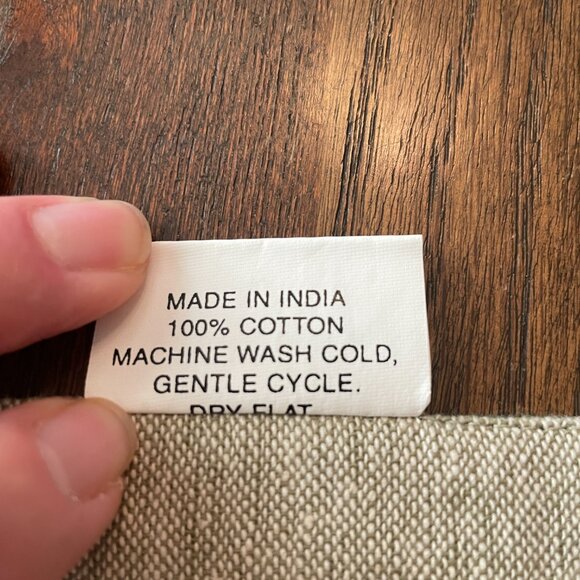 MADE IN INDIA
100% COTTON
MACHINE WASH COLD,
GENTLE CYCLE.
DRY FLAT